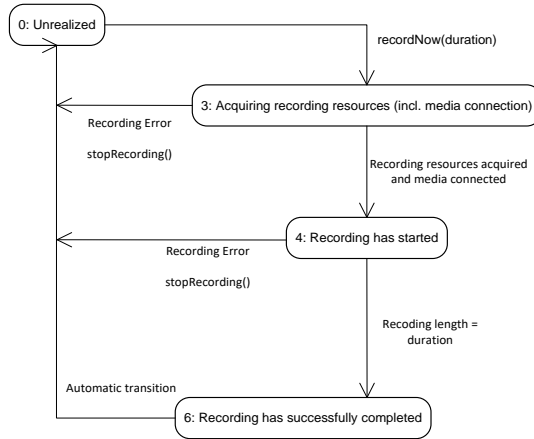 0: Unrealized
recordNow(duration)
3: Acquiring recording resources (incl. media connection)
Recording Error
stopRecording()
Recording resources acquired
and media connected
4: Recording has started
Recording Error
stopRecording()
Recoding length =
duration
Automatic transition
6: Recording has successfully completed